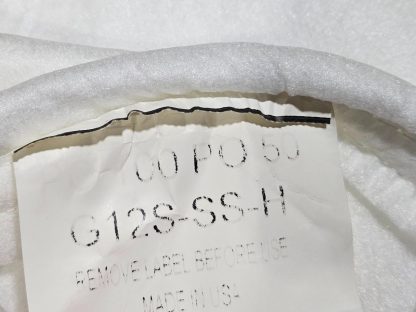 00 PO 50
G12S-SS-H
REMOVE LABEL BEFORE USE
MADE IN USA